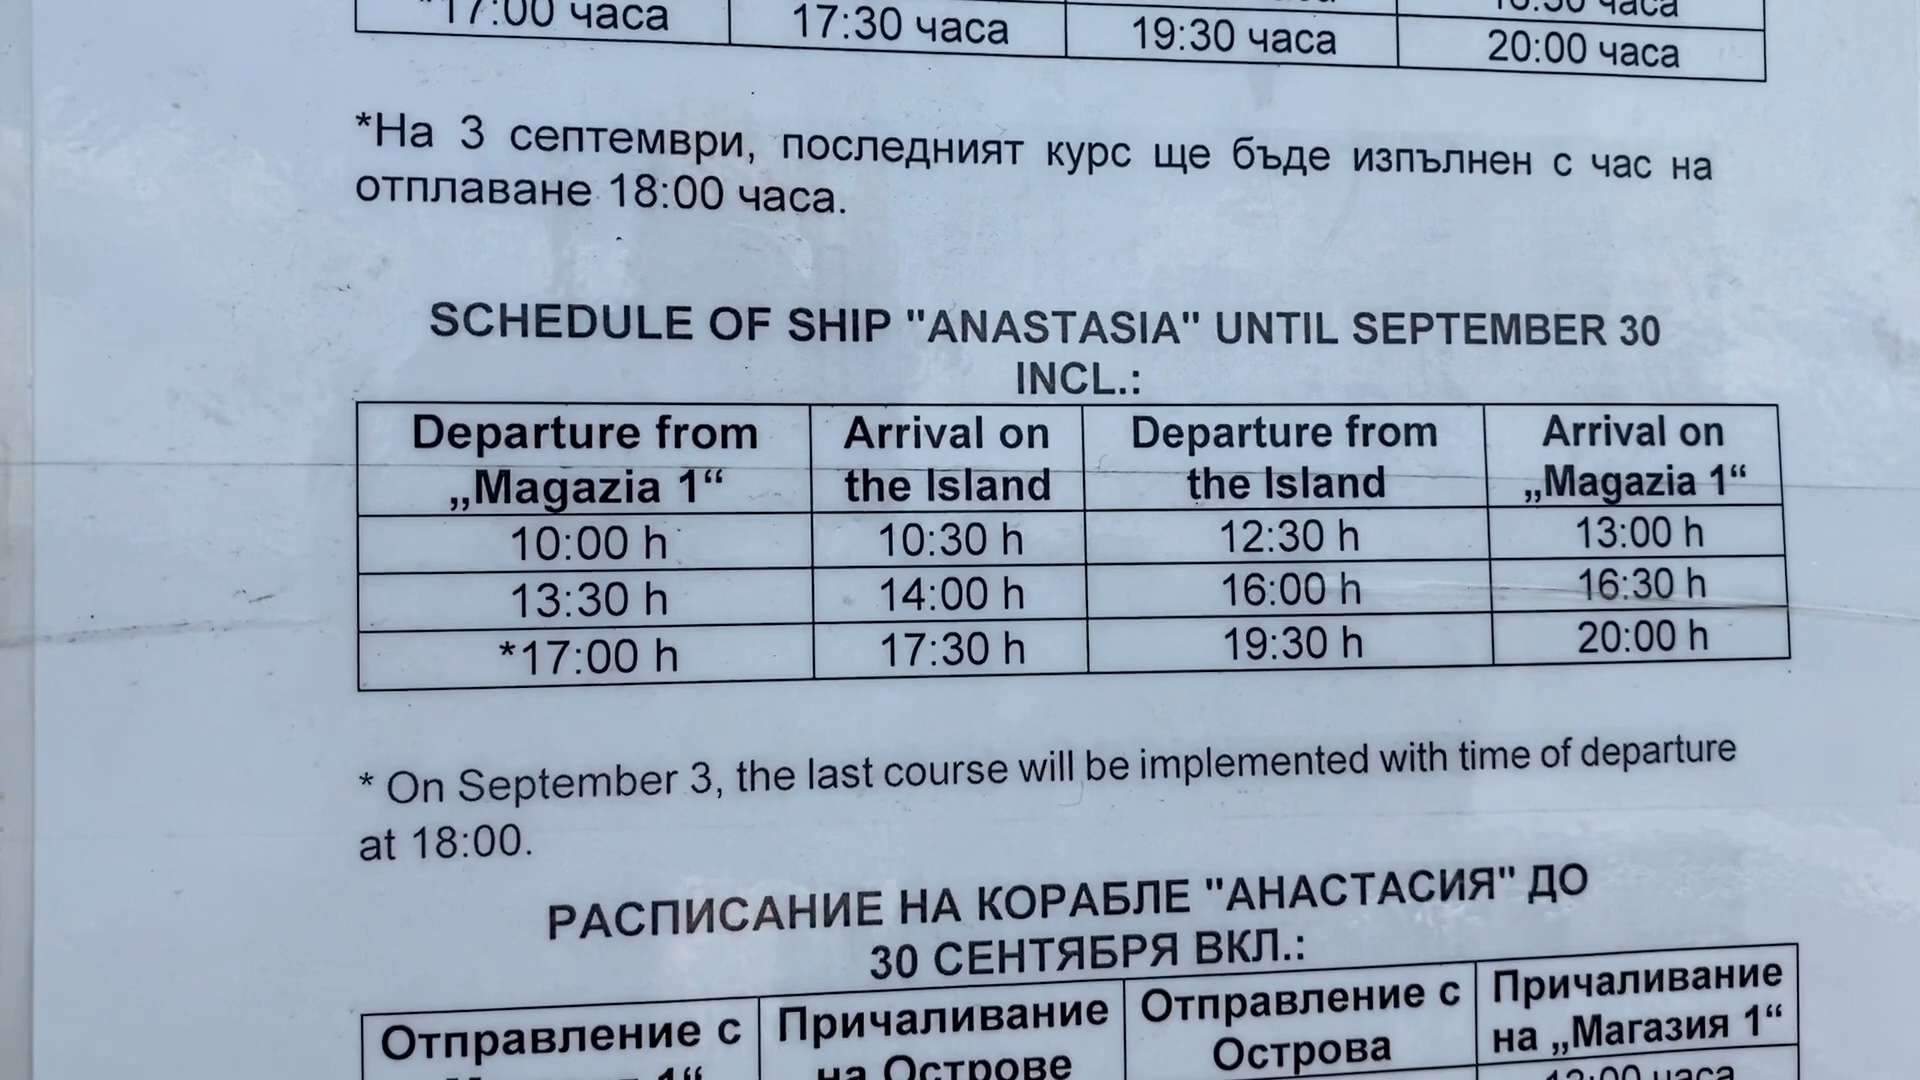 *17:00 часа 17:30 часа 19:30 часа 20:00 часа
*На 3 септември, последният курс ще бъде изпълнен с час на
отплаване 18:00 часа.
SCHEDULE OF SHIP "ANASTASIA" UNTIL SEPTEMBER 30
INCL.:
Departure from Arrival on Departure from Arrival on
„Magazia 1“ the Island the Island „Magazia 1“
10:00 h 10:30 h 12:30 h 13:00 h
13:30 h 14:00 h 16:00 h 16:30 h
*17:00 h 17:30 h 19:30 h 20:00 h
* On September 3, the last course will be implemented with time of departure
at 18:00.
РАСПИСАНИЕ НА КОРАБЛЕ "АНАСТАСИЯ" ДО
30 СЕНТЯБРЯ ВКЛ.:
Отправление с Причаливание Отправление с Причаливание
на Острове Острова на „Магазия 1“